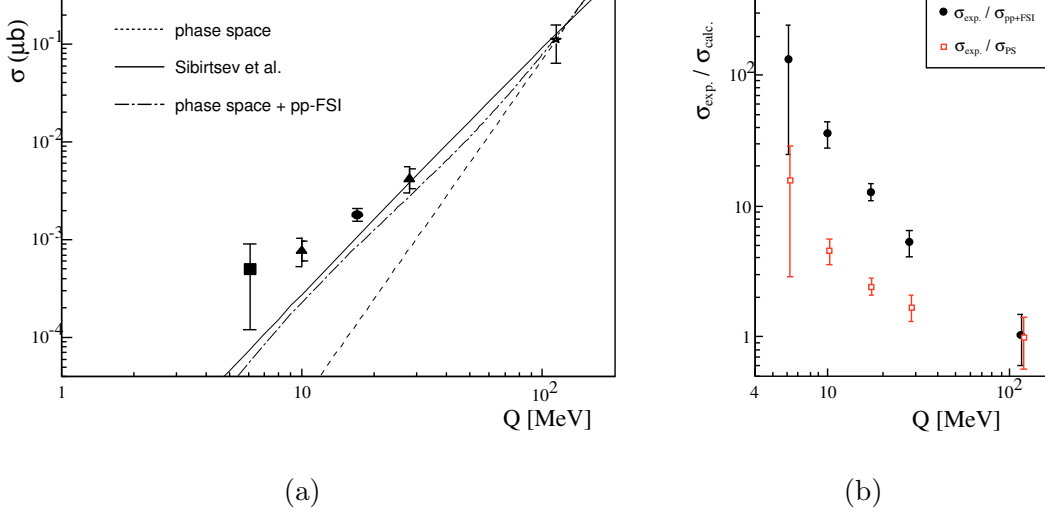 σ (μb)
10⁻¹
10⁻²
10⁻³
10⁻⁴
phase space
Sibirtsev et al.
phase space + pp-FSI
1
10
10²
Q [MeV]
(a)
σexp. / σcalc.
10²
10
1
σexp. / σpp+FSI
σexp. / σPS
4
10
10²
Q [MeV]
(b)